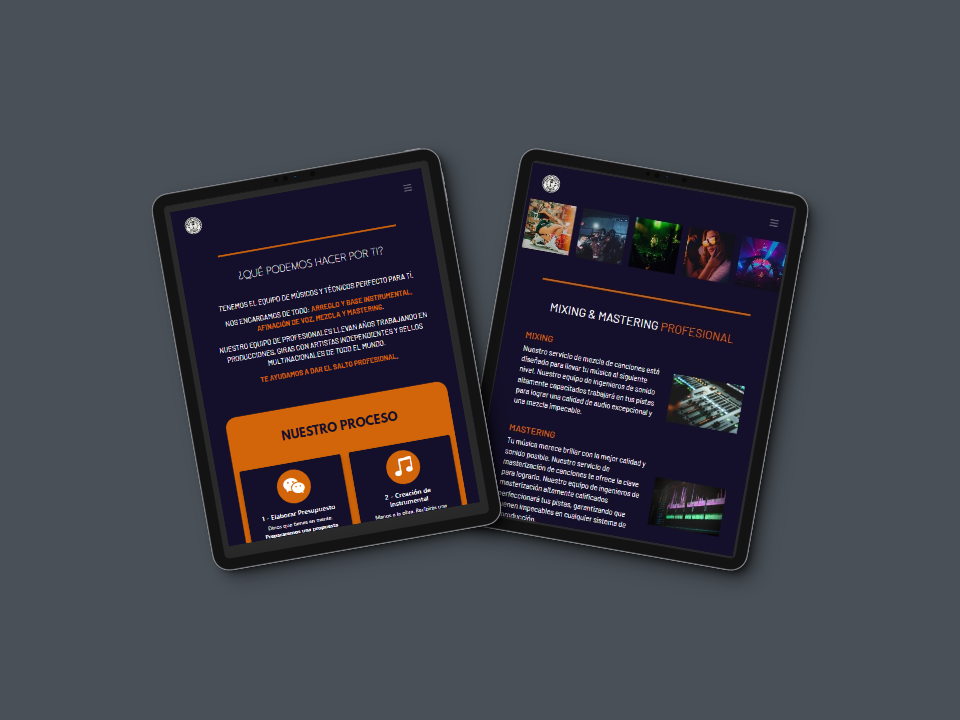 ¿QUÉ PODEMOS HACER POR TI?
TENEMOS EL EQUIPO DE MÚSICOS Y TÉCNICOS PERFECTO PARA TÍ.
NOS ENCARGAMOS DE TODO: ARREGLO Y BASE INSTRUMENTAL,
AFINACIÓN DE VOZ, MEZCLA Y MASTERING.
NUESTRO EQUIPO DE PROFESIONALES LLEVAN AÑOS TRABAJANDO EN
PRODUCCIONES, GIRAS CON ARTISTAS INDEPENDIENTES Y SELLOS
MULTINACIONALES DE TODO EL MUNDO.
TE AYUDAMOS A DAR EL SALTO PROFESIONAL.
NUESTRO PROCESO
1 - Elaborar Presupuesto
Dinos que tienes en mente.
Prepararemos una propuesta
2 - Creación de
Instrumental
Manos a la obra. Recibirás una
MIXING & MASTERING PROFESIONAL
MIXING
Nuestro servicio de mezcla de canciones está
diseñado para llevar tu música al siguiente
nivel. Nuestro equipo de ingenieros de sonido
altamente capacitados trabajará en tus pistas
para lograr una calidad de audio excepcional y
una mezcla impecable.
MASTERING
Tu música merece brillar con la mejor calidad y
sonido posible. Nuestro servicio de
masterización de canciones te ofrece la clave
para lograrlo. Nuestro equipo de ingenieros de
masterización altamente calificados
perfeccionará tus pistas, garantizando que
suenen impecables en cualquier sistema de